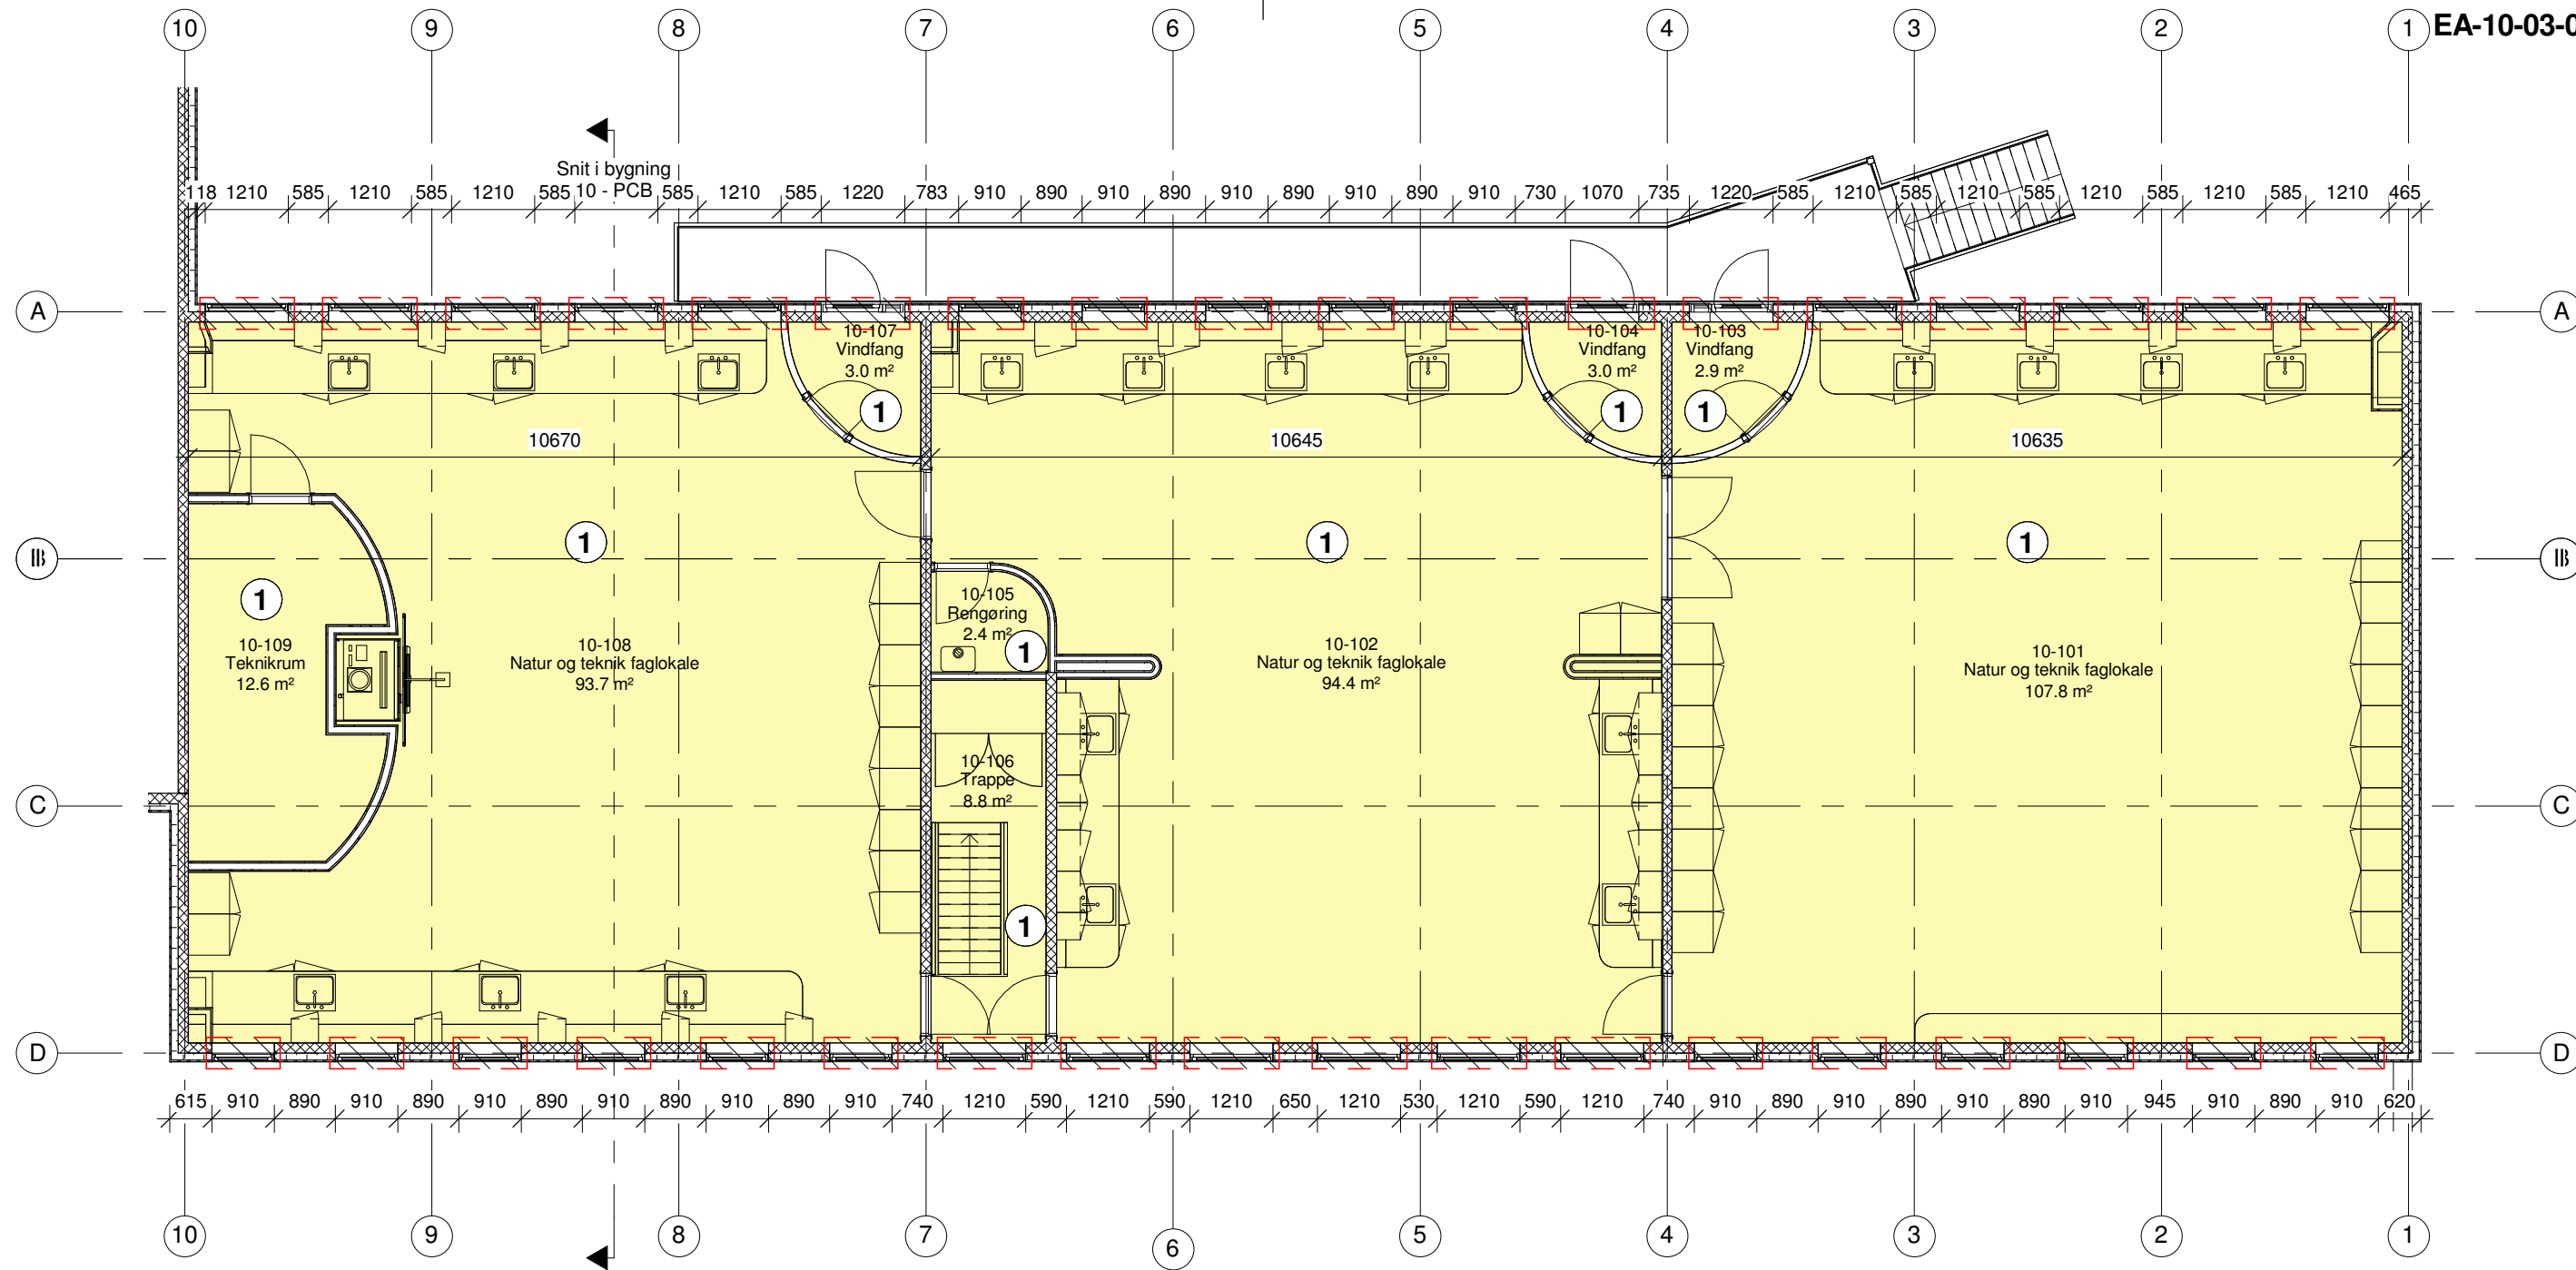 10 9 8 7 6 5 4 3 2 1 EA-10-03-0
Snit i bygning
10 - PCB
118 1210 585 1210 585 1210 585 585 1210 585 1220 783 910 890 910 890 910 890 910 890 910 730 1070 735 1220 585 1210 585 1210 585 1210 585 1210 585 1210 465
A A
10-107
Vindfang
3.0 m²
1
10-104
Vindfang
3.0 m²
1
10-103
Vindfang
2.9 m²
1
10670 10645 10635
1 1 1
B B
1
10-109
Teknikrum
12.6 m²
10-108
Natur og teknik faglokale
93.7 m²
10-105
Rengøring
2.4 m²
1
10-102
Natur og teknik faglokale
94.4 m²
10-101
Natur og teknik faglokale
107.8 m²
10-106
Trappe
8.8 m²
1
C C
D D
615 910 890 910 890 910 890 910 890 910 890 910 740 1210 590 1210 590 1210 650 1210 530 1210 590 1210 740 910 890 910 890 910 890 910 945 910 890 910 620
10 9 8 7 6 5 4 3 2 1